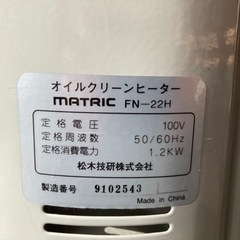 オイルクリーンヒーター
MATRIC FN-22H
定格電圧 100V
定格周波数 50/60Hz
定格消費電力 1.2KW
松木技研株式会社
製造番号 9102543
Made in China